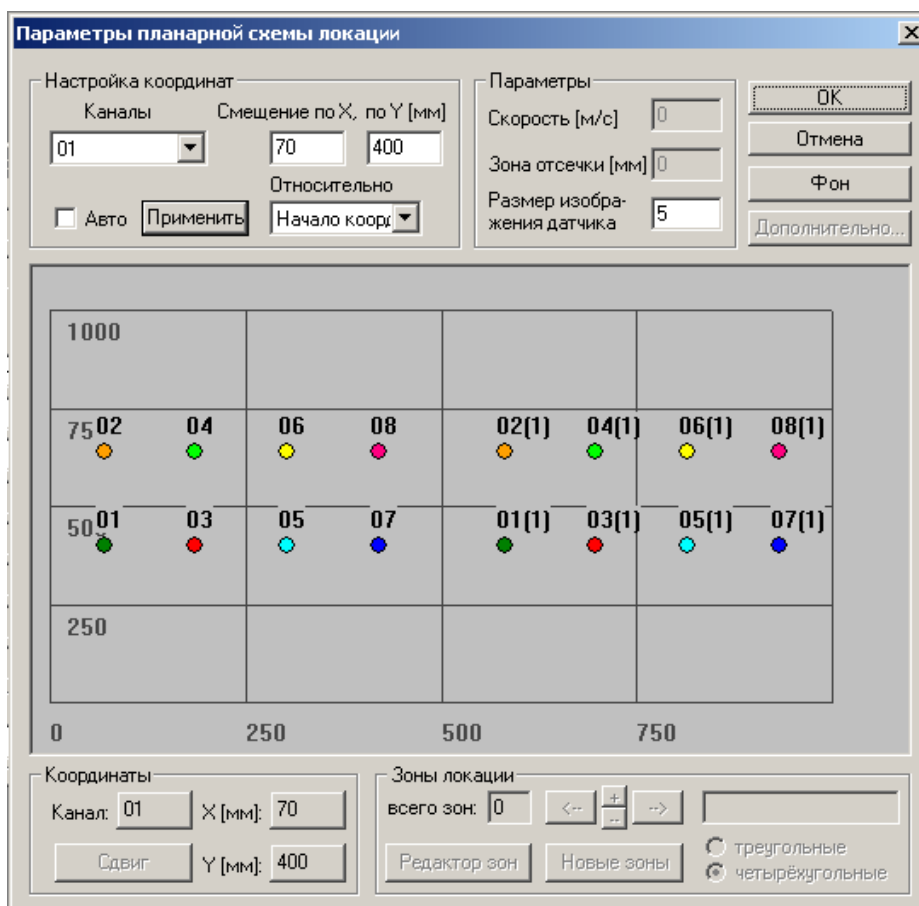 Параметры планарной схемы локации
Настройка координат
Каналы
Смещение по X, по Y [мм]
01
70
400
Относительно
Авто
Применить
Начало коорд
Параметры
Скорость [м/с]
0
Зона отсечки [мм]
0
Размер изобра-
жения датчика
5
OK
Отмена
Фон
Дополнительно...
1000
75 02 04 06 08 02(1) 04(1) 06(1) 08(1)
50 01 03 05 07 01(1) 03(1) 05(1) 07(1)
250
0 250 500 750
Координаты
Канал: 01 X [мм]: 70
Сдвиг Y [мм]: 400
Зоны локации
всего зон: 0 <-- + -- -->
Редактор зон Новые зоны
треугольные
четырёхугольные